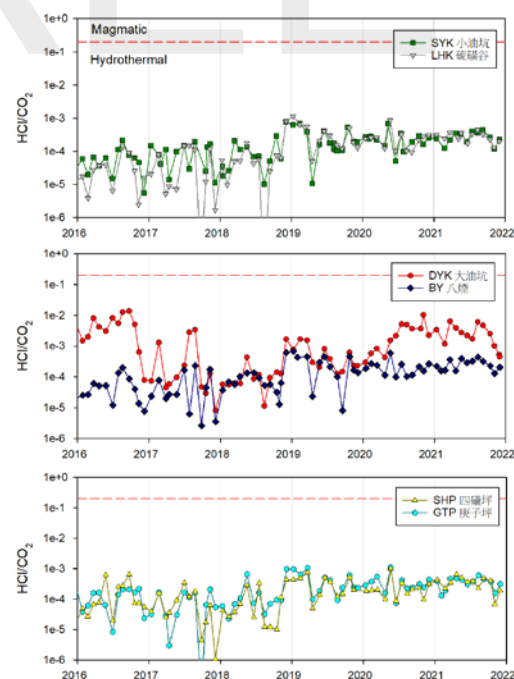 1e+0
Magmatic
1e-1
Hydrothermal
SYK 小油坑
LHK 硫磺谷
1e-2
1e-3
1e-4
1e-5
1e-6
HCl/CO2
2016 2017 2018 2019 2020 2021 2022
1e+0
1e-1
DYK 大油坑
BY 八煙
1e-2
1e-3
1e-4
1e-5
1e-6
HCl/CO2
2016 2017 2018 2019 2020 2021 2022
1e+0
1e-1
SHP 四磺坪
GTP 庚子坪
1e-2
1e-3
1e-4
1e-5
1e-6
HCl/CO2
2016 2017 2018 2019 2020 2021 2022